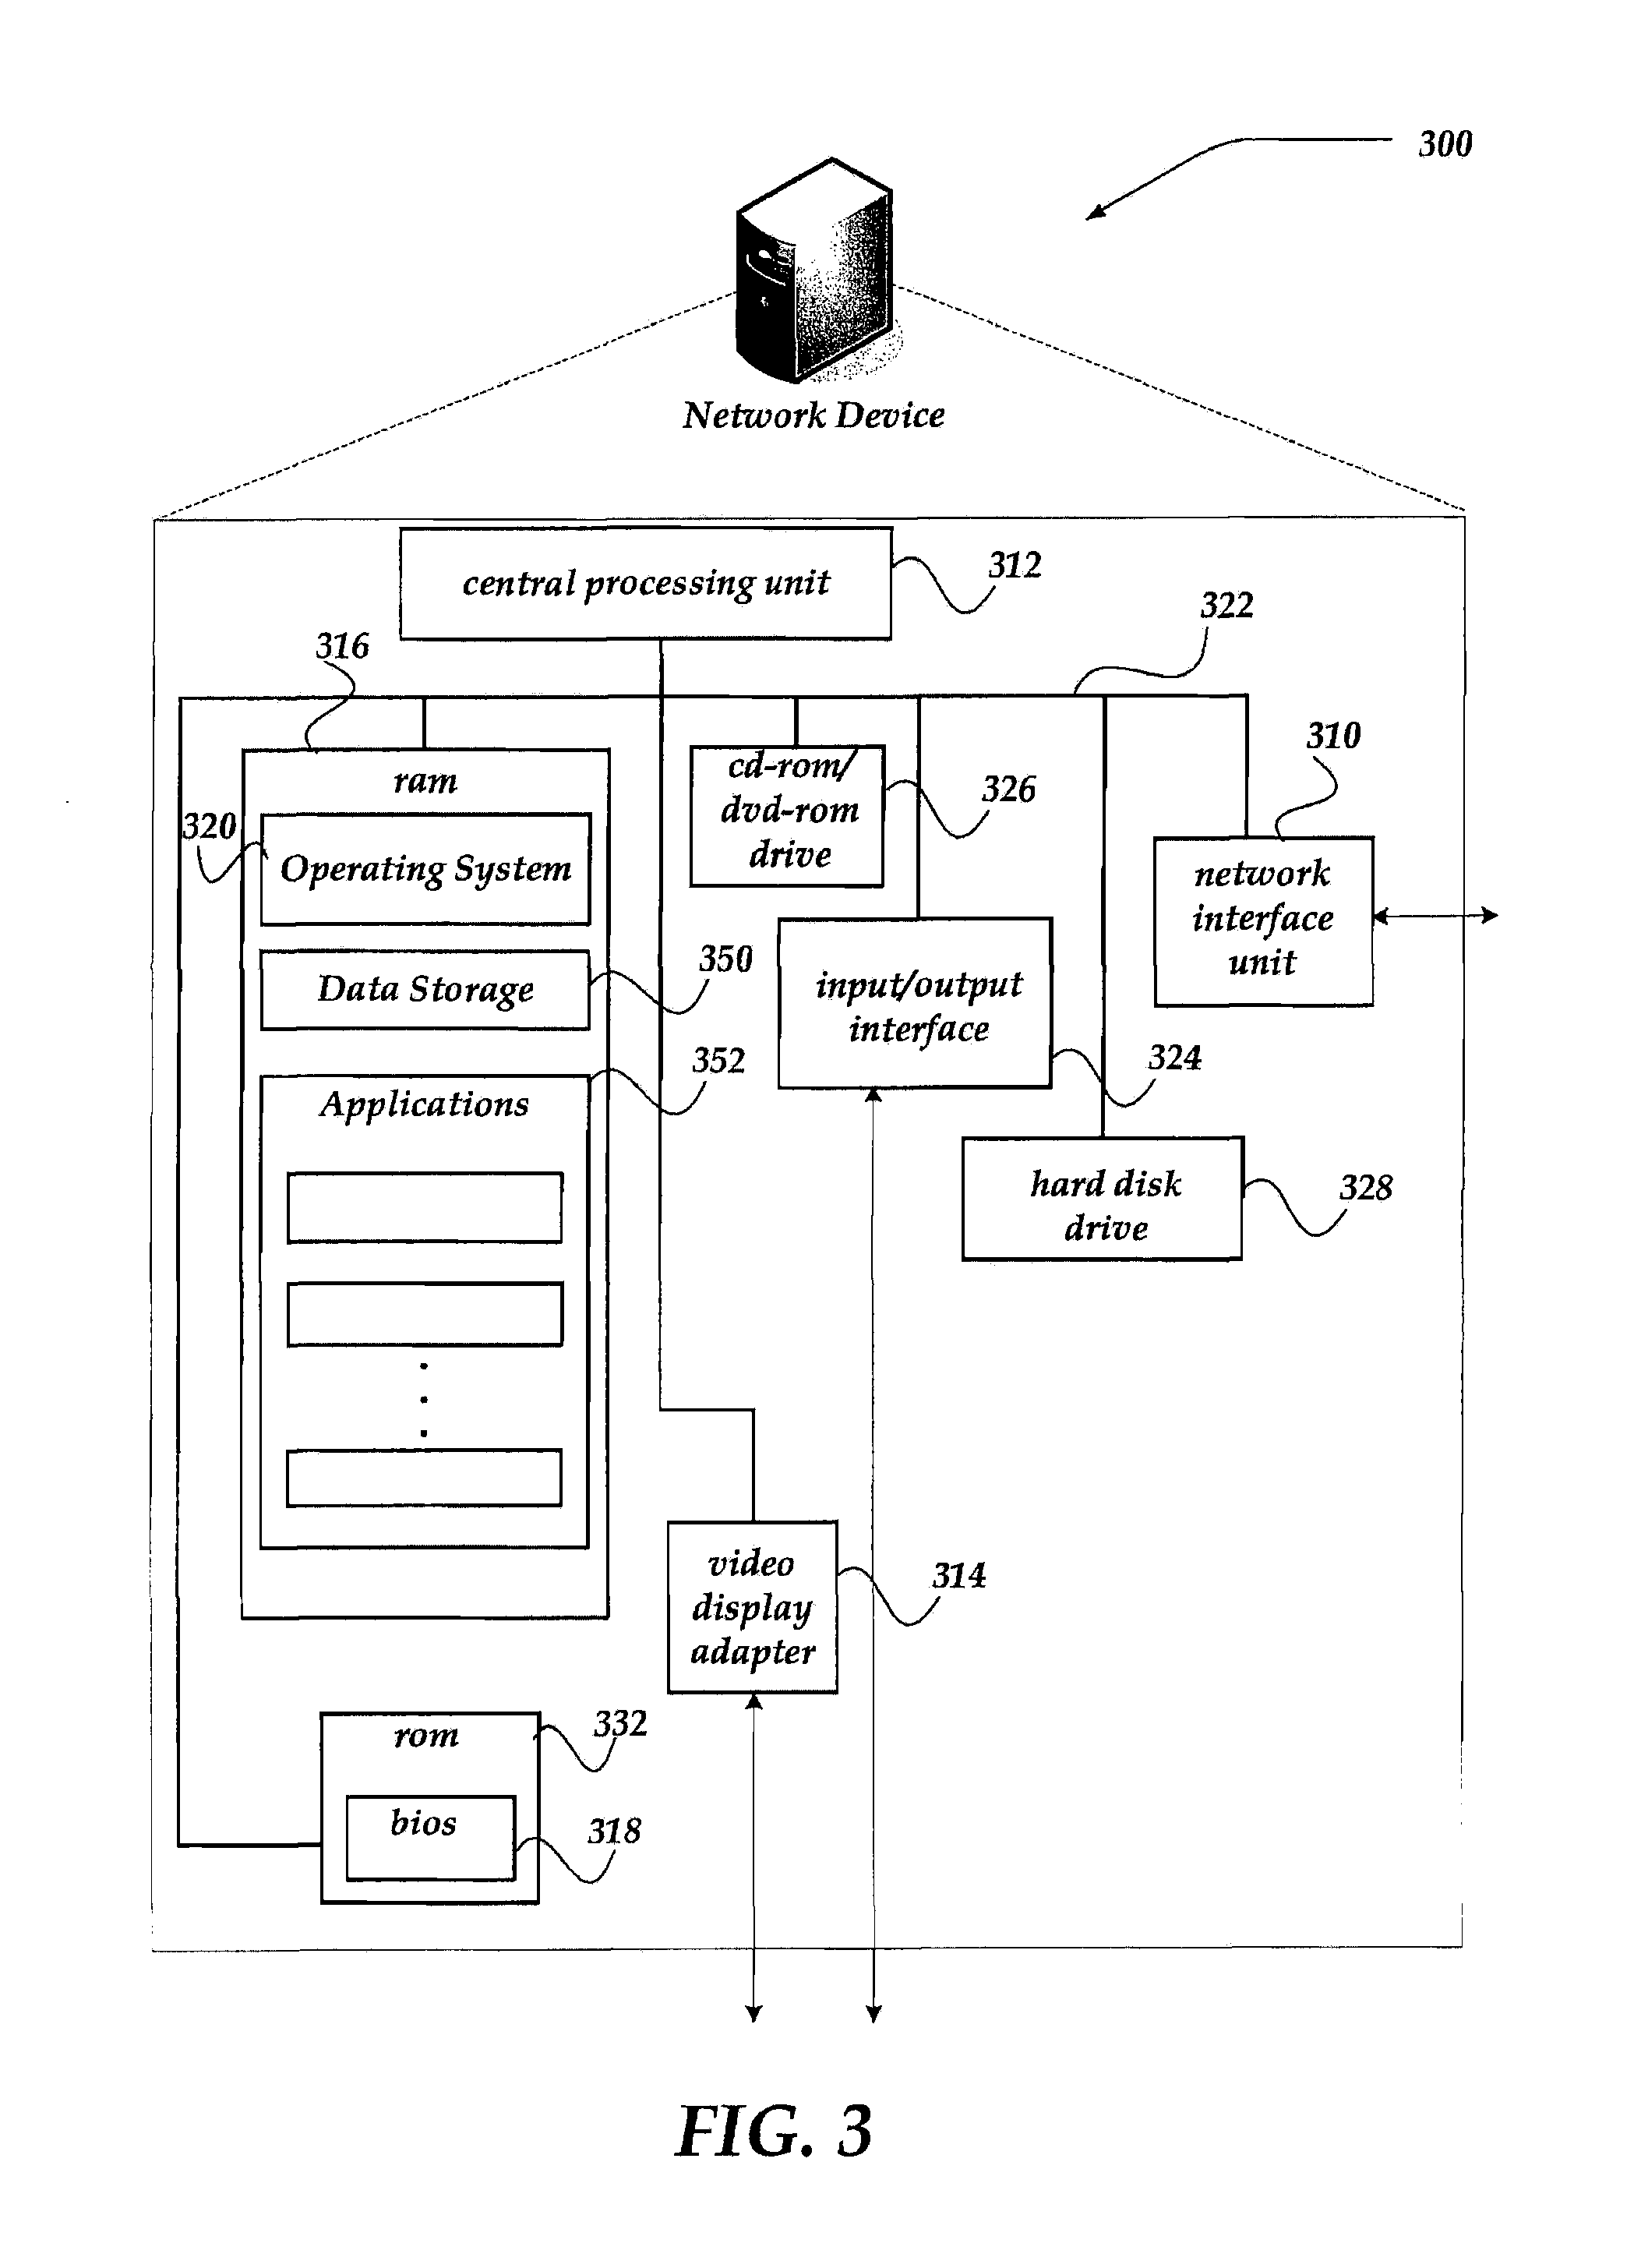 300
Network Device
central processing unit
312
322
316
310
ram
cd-rom/
dvd-rom
drive
326
320
Operating System
network
interface
unit
350
Data Storage
input/output
interface
352
324
Applications
hard disk
drive
328
video
display
adapter
314
rom
332
bios
318
FIG. 3